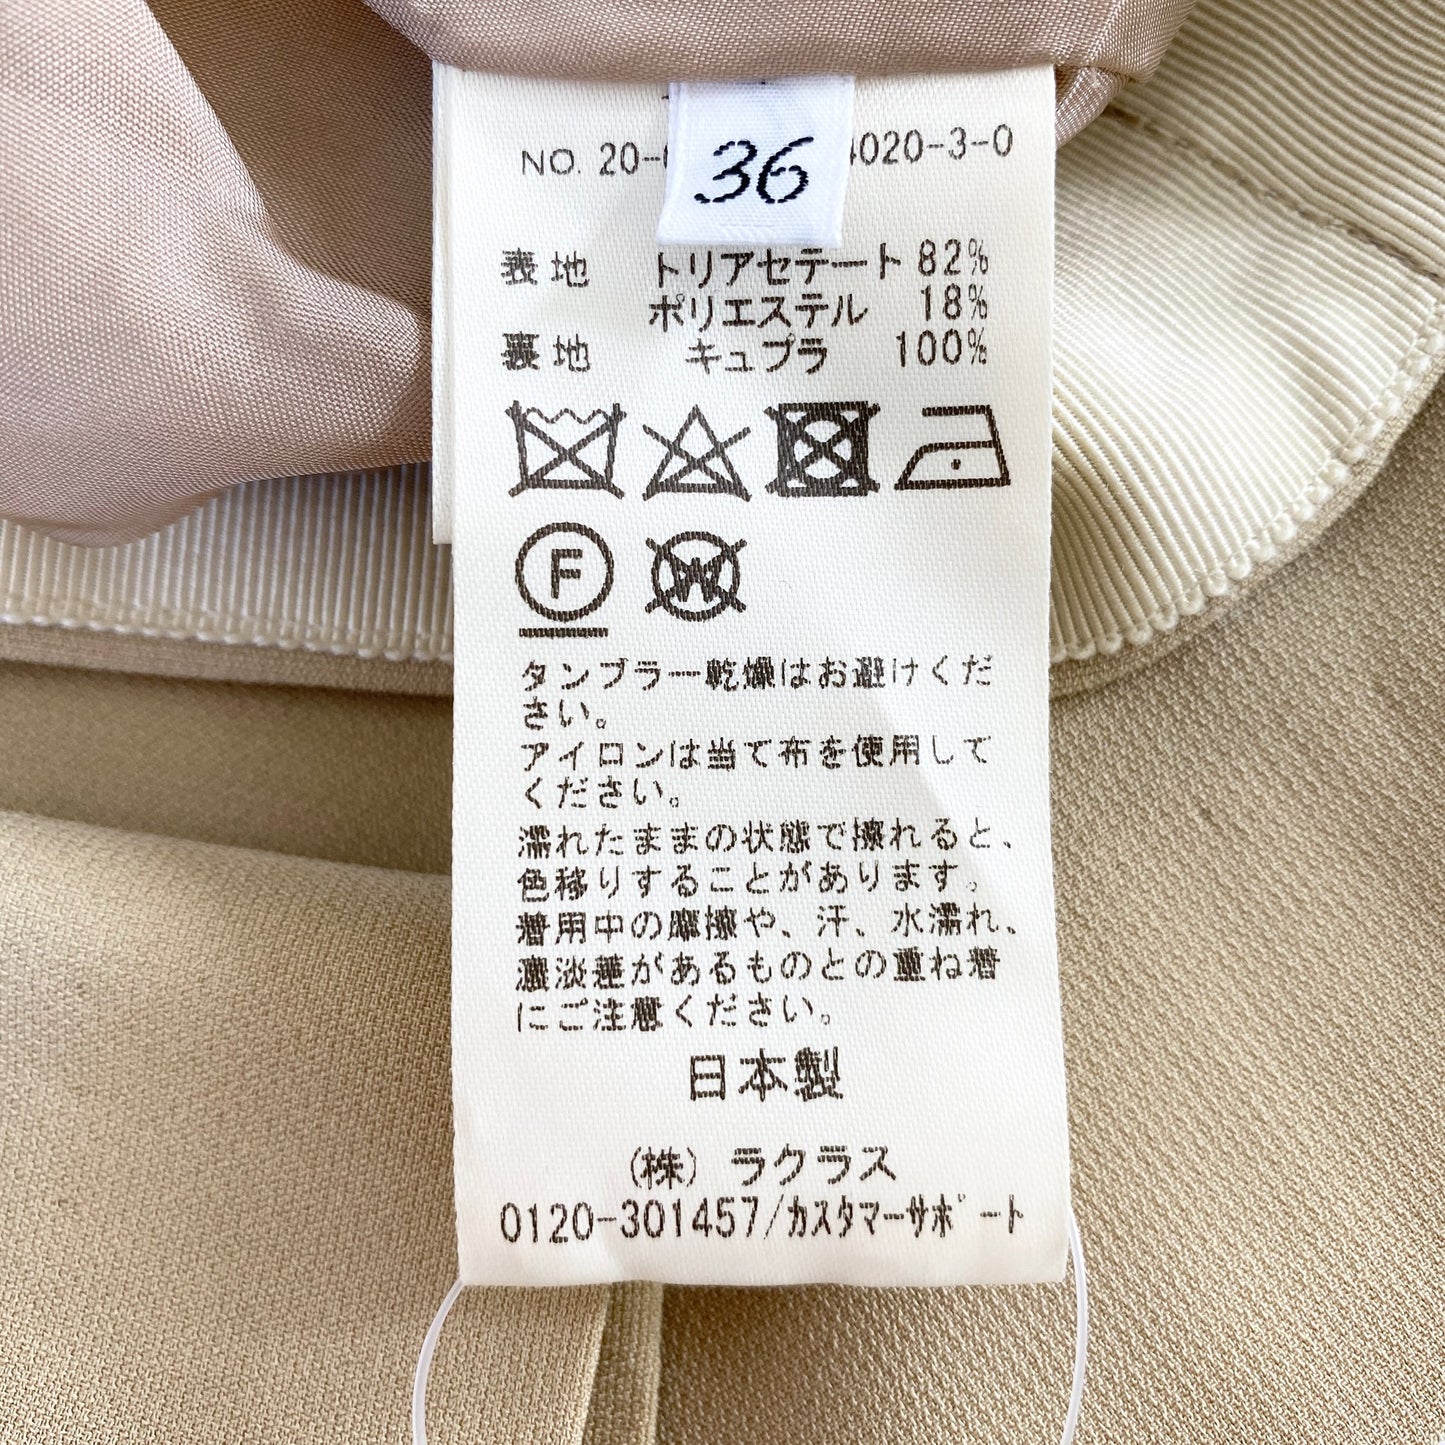 36
NO. 20- 4020-3-0
表地 トリアセテート 82%
ポリエステル 18%
裏地 キュプラ 100%
F
W
タンブラー乾燥はお避けくだ
さい。
アイロンは当て布を使用して
ください。
濡れたままの状態で擦れると、
色移りすることがあります。
着用中の摩擦や、汗、水濡れ、
濃淡差があるものとの重ね着
にご注意ください。
日本製
(株) ラクラス
0120-301457/カスタマーサポート